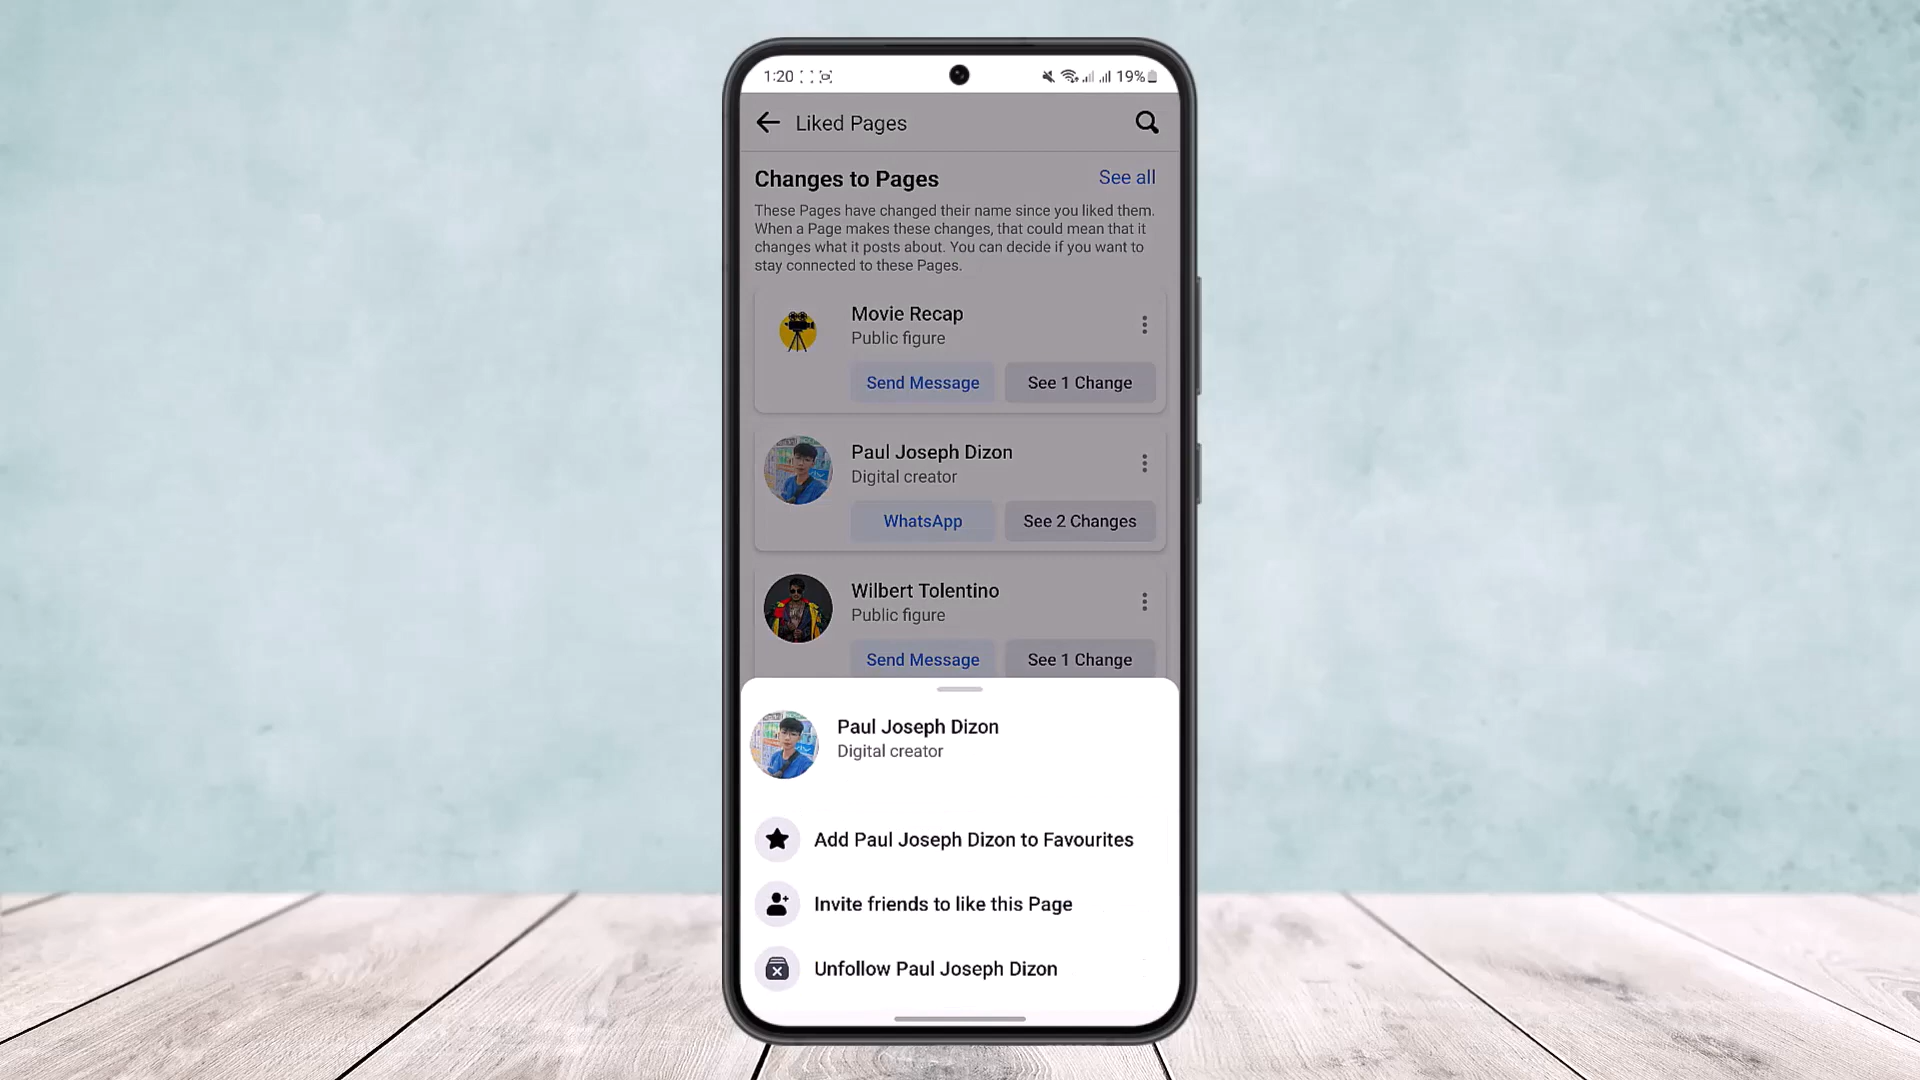 1:20
19%
Liked Pages
Changes to Pages
See all
These Pages have changed their name since you liked them.
When a Page makes these changes, that could mean that it
changes what it posts about. You can decide if you want to
stay connected to these Pages.
Movie Recap
Public figure
Send Message
See 1 Change
Paul Joseph Dizon
Digital creator
WhatsApp
See 2 Changes
Wilbert Tolentino
Public figure
Send Message
See 1 Change
Paul Joseph Dizon
Digital creator
Add Paul Joseph Dizon to Favourites
Invite friends to like this Page
Unfollow Paul Joseph Dizon